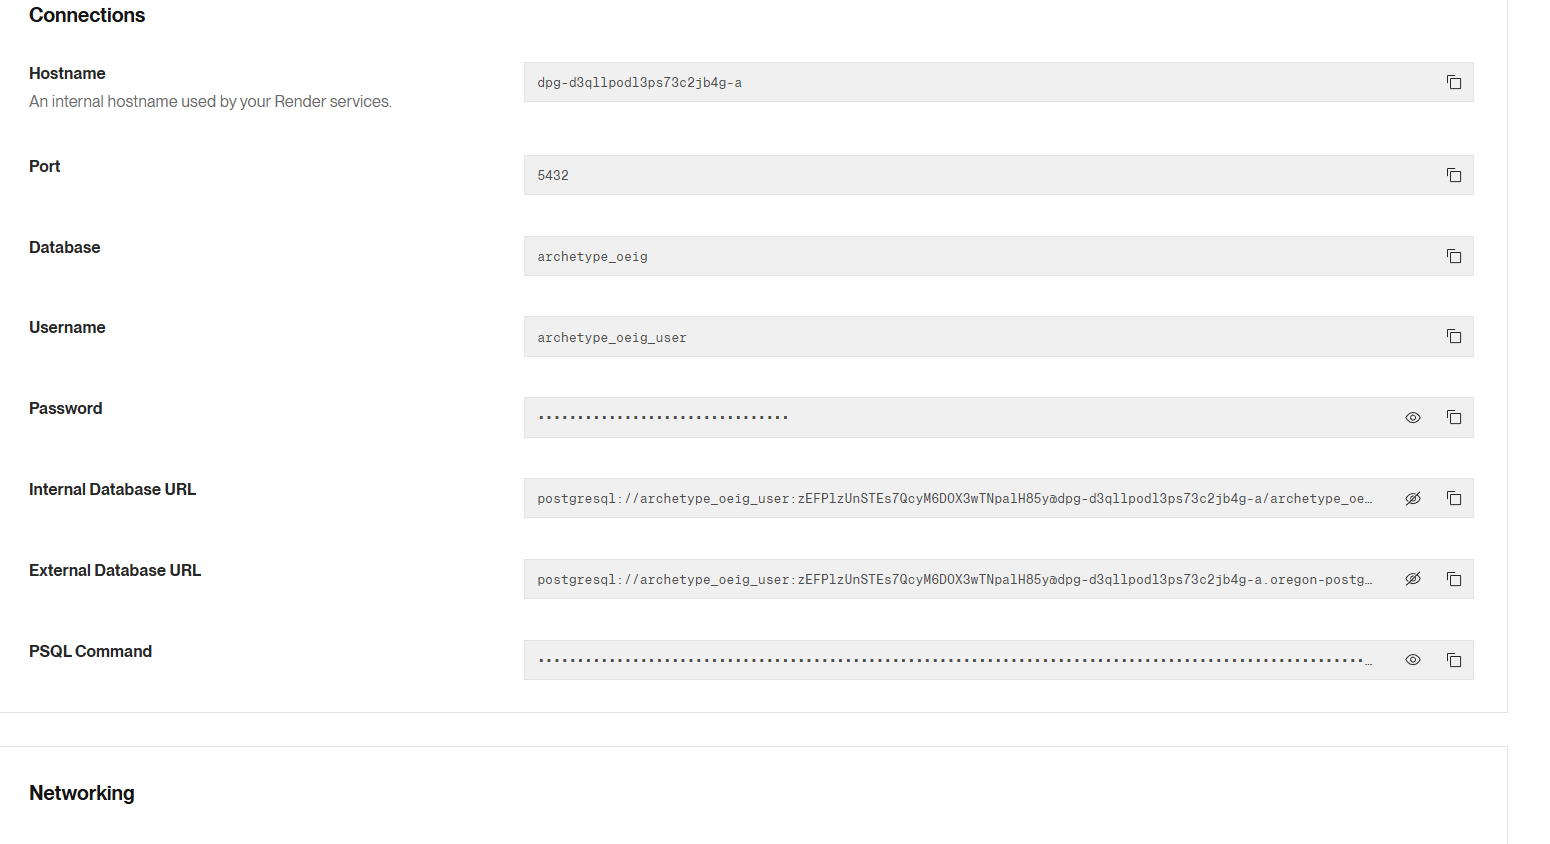 Connections
Hostname
An internal hostname used by your Render services.
dpg-d3qllpodl3ps73c2jb4g-a
Port
5432
Database
archetype_oeig
Username
archetype_oeig_user
Password
Internal Database URL
postgresql://archetype_oeig_user:zEFPlzUnSTEs7QcyM6DOX3wTNpalH85y@dpg-d3qllpodl3ps73c2jb4g-a/archetype_oe…
External Database URL
postgresql://archetype_oeig_user:zEFPlzUnSTEs7QcyM6DOX3wTNpalH85y@dpg-d3qllpodl3ps73c2jb4g-a.oregon-postg…
PSQL Command
Networking